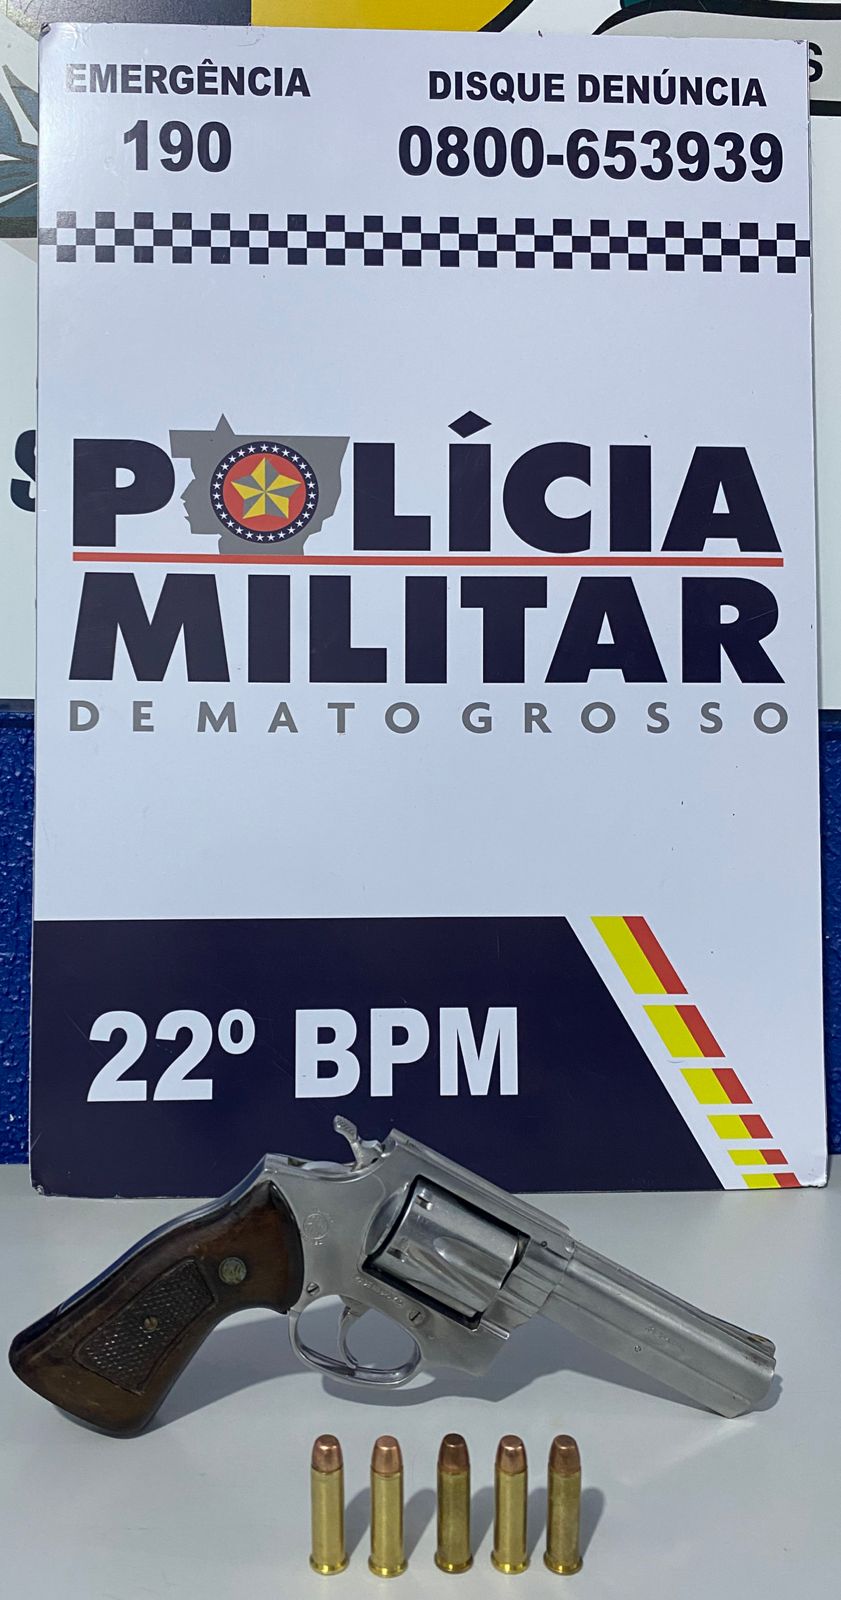 EMERGÊNCIA
190
DISQUE DENÚNCIA
0800-653939
POLÍCIA
MILITAR
DE MATO GROSSO
22º BPM